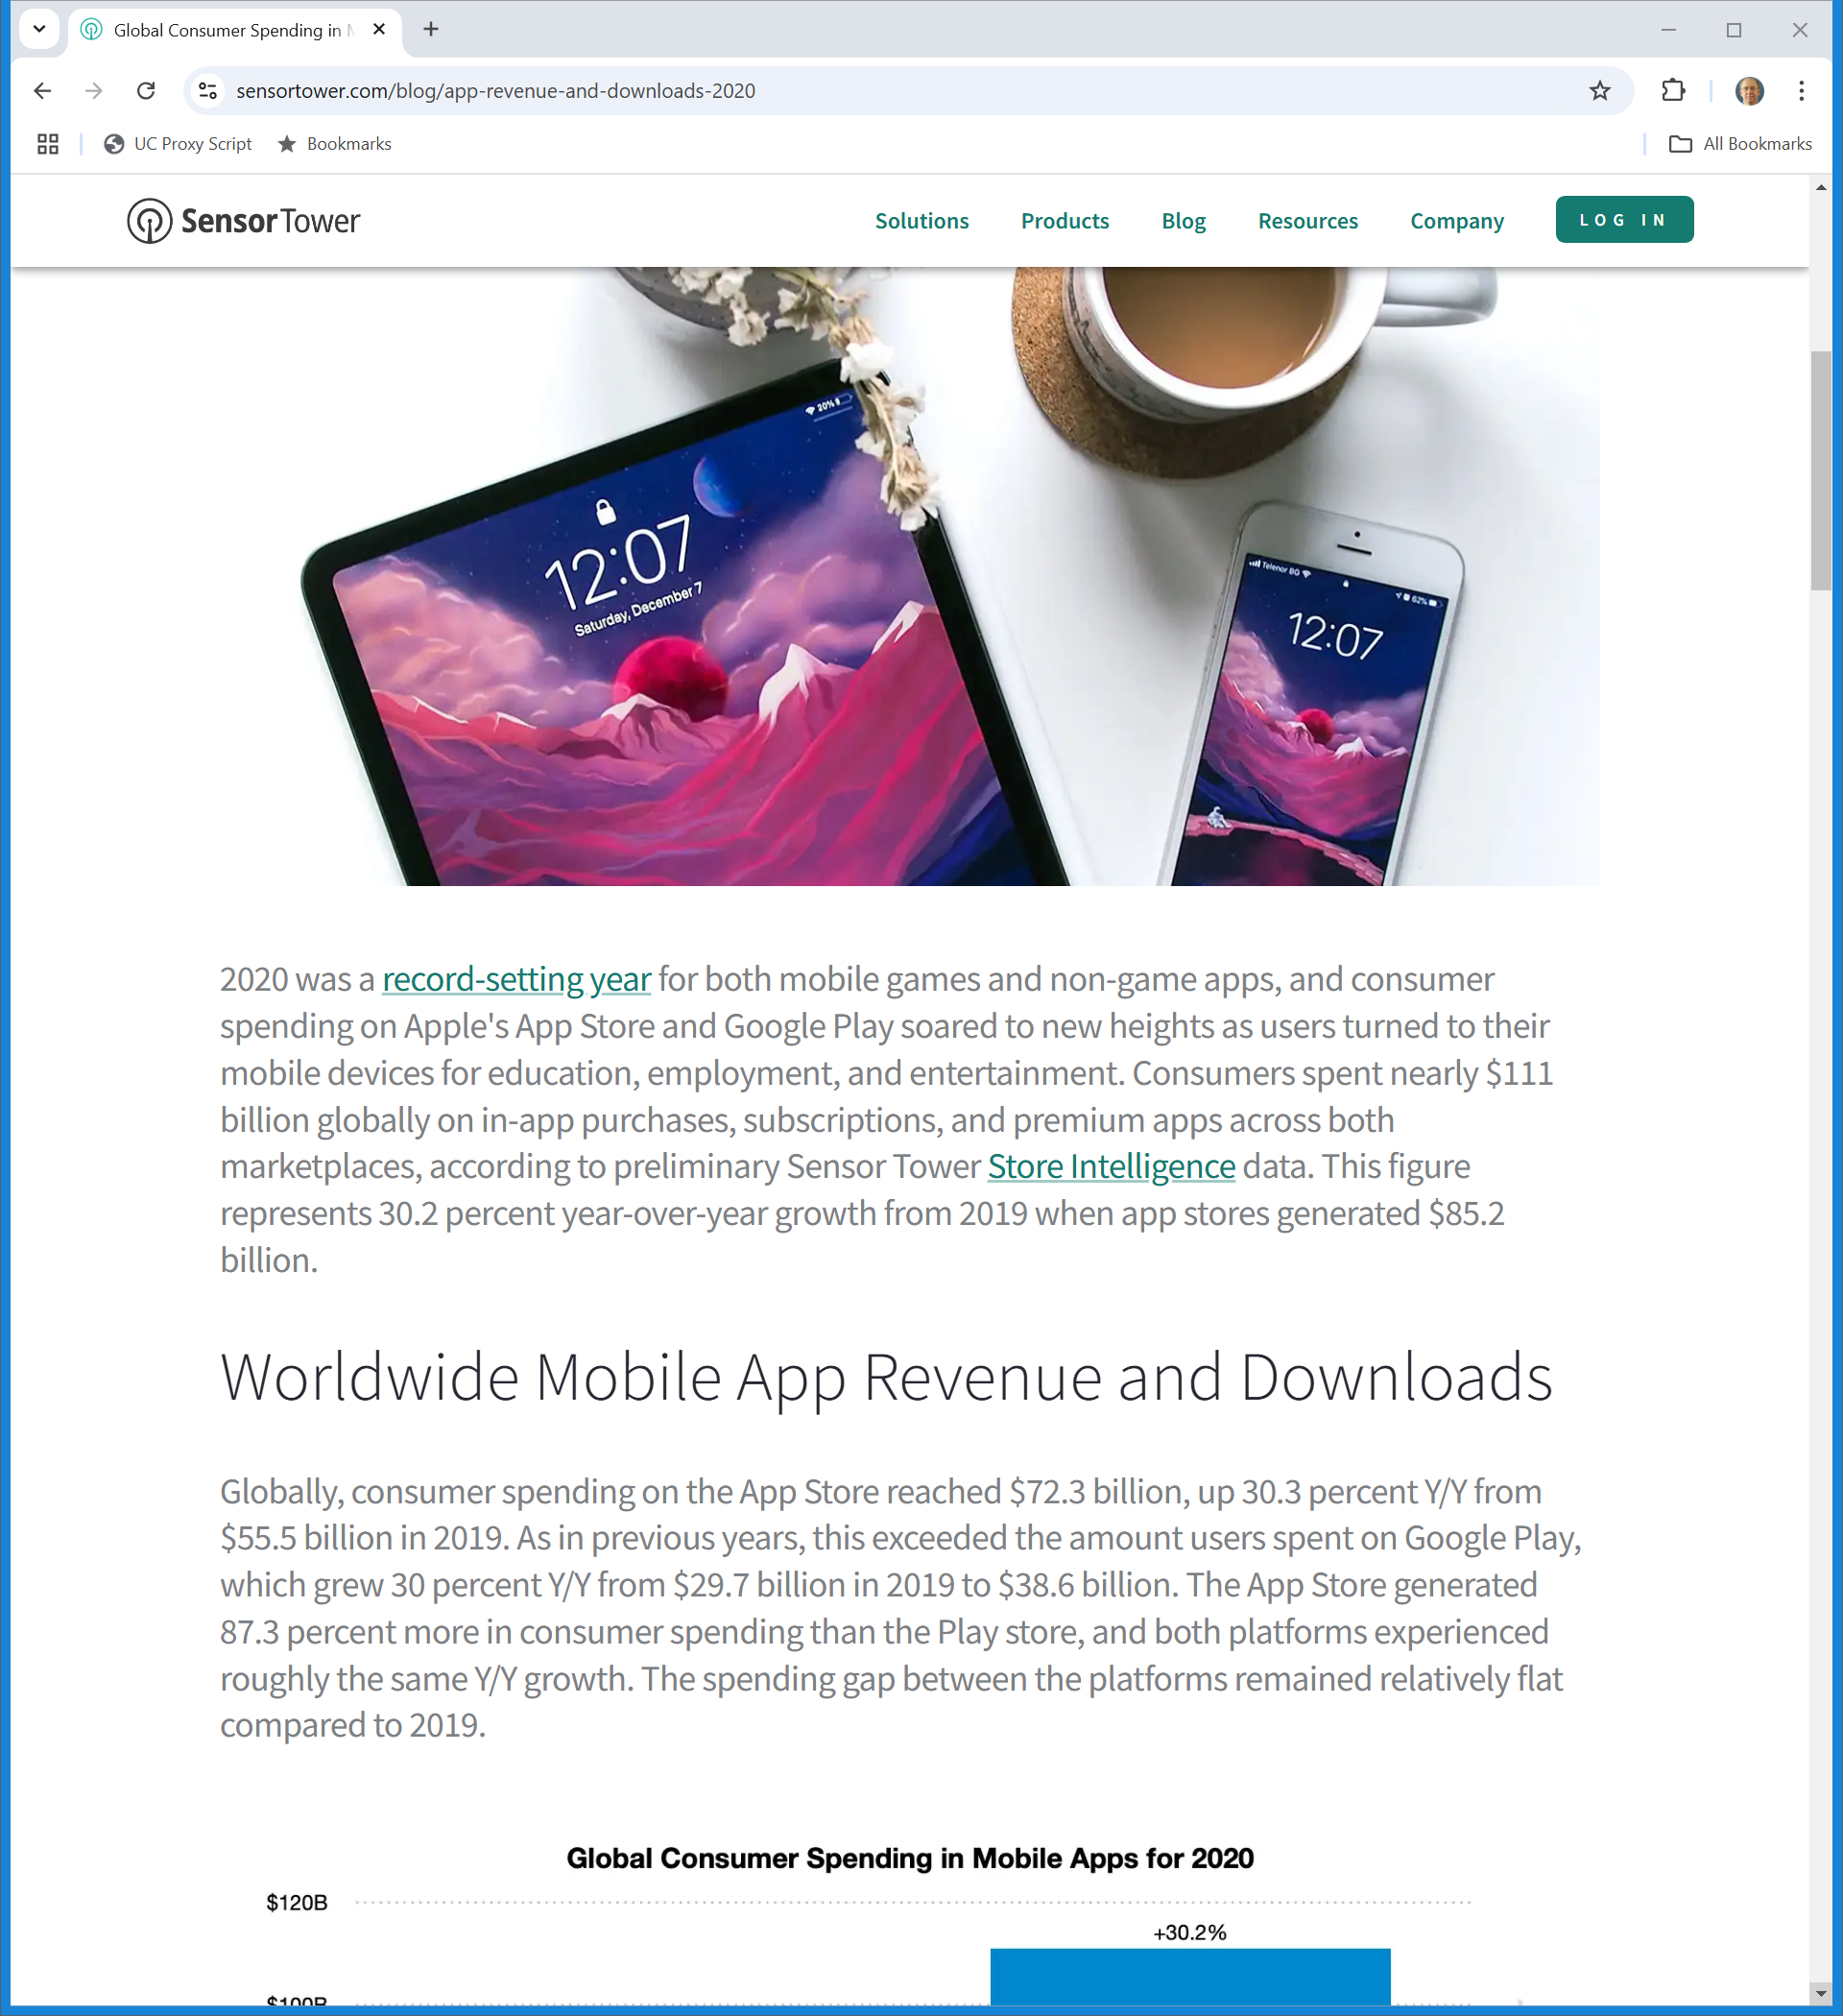 Global Consumer Spending in
sensortower.com/blog/app-revenue-and-downloads-2020
UC Proxy Script
Bookmarks
All Bookmarks
SensorTower
Solutions
Products
Blog
Resources
Company
LOG IN
20%
12:07
Saturday, December 7
Telenor BG
62%
12:07
2020 was a record-setting year for both mobile games and non-game apps, and consumer
spending on Apple's App Store and Google Play soared to new heights as users turned to their
mobile devices for education, employment, and entertainment. Consumers spent nearly $111
billion globally on in-app purchases, subscriptions, and premium apps across both
marketplaces, according to preliminary Sensor Tower Store Intelligence data. This figure
represents 30.2 percent year-over-year growth from 2019 when app stores generated $85.2
billion.
Worldwide Mobile App Revenue and Downloads
Globally, consumer spending on the App Store reached $72.3 billion, up 30.3 percent Y/Y from
$55.5 billion in 2019. As in previous years, this exceeded the amount users spent on Google Play,
which grew 30 percent Y/Y from $29.7 billion in 2019 to $38.6 billion. The App Store generated
87.3 percent more in consumer spending than the Play store, and both platforms experienced
roughly the same Y/Y growth. The spending gap between the platforms remained relatively flat
compared to 2019.
Global Consumer Spending in Mobile Apps for 2020
$120B
+30.2%
$100B